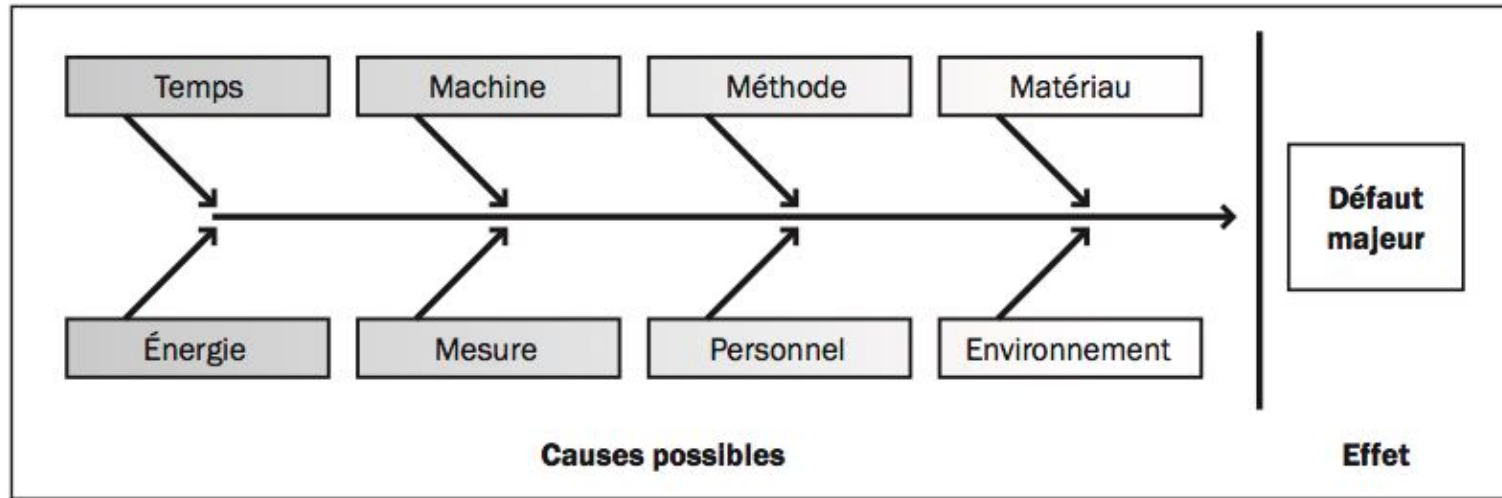 Temps Machine Méthode Matériau
Défaut
majeur
Énergie Mesure Personnel Environnement
Causes possibles Effet